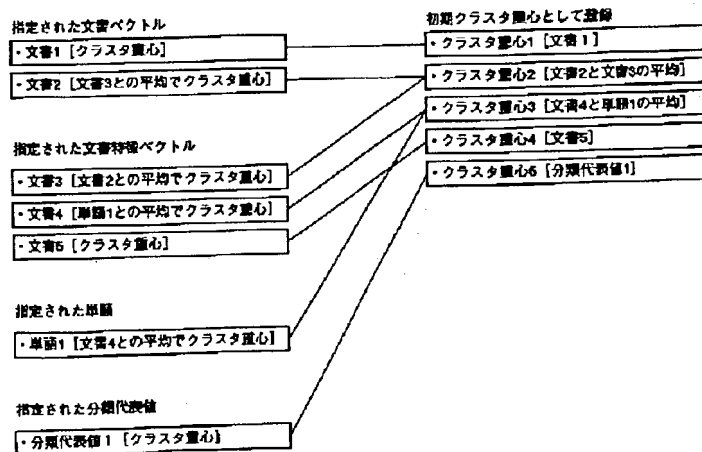 指定された文書ベクトル
・文書1 [クラスタ重心]
・文書2 [文書3との平均でクラスタ重心]
指定された文書特徴ベクトル
・文書3 [文書2との平均でクラスタ重心]
・文書4 [単語1との平均でクラスタ重心]
・文書5 [クラスタ重心]
指定された単語
・単語1 [文書4との平均でクラスタ重心]
指定された分類代表値
・分類代表値1 [クラスタ重心]
初期クラスタ重心として登録
・クラスタ重心1 [文書1]
・クラスタ重心2 [文書2と文書3の平均]
・クラスタ重心3 [文書4と単語1の平均]
・クラスタ重心4 [文書5]
・クラスタ重心5 [分類代表値1]